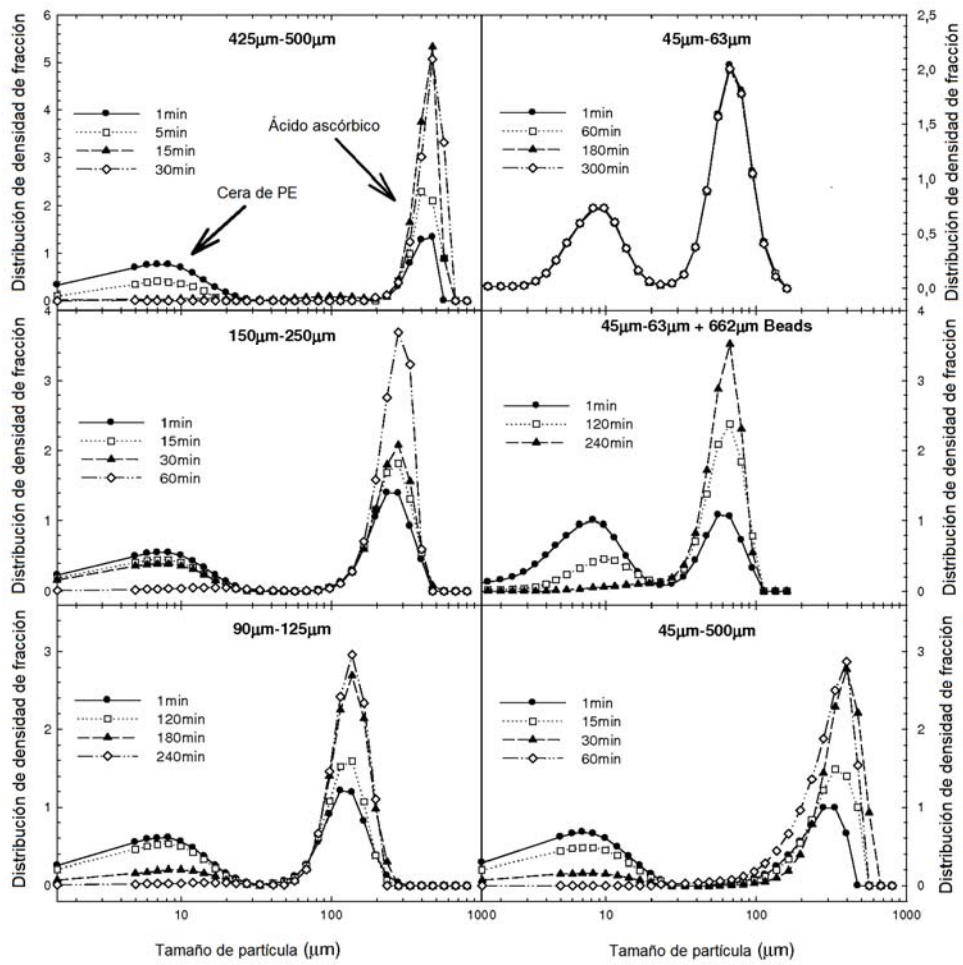 Distribución de densidad de fracción
6
5
4
3
2
1
0
425µm-500µm
1min
5min
15min
30min
Ácido ascórbico
Cera de PE
45µm-63µm
1min
60min
180min
300min
2,5
2,0
1,5
1,0
0,5
0,0
Distribución de densidad de fracción
Distribución de densidad de fracción
4
3
2
1
0
150µm-250µm
1min
15min
30min
60min
45µm-63µm + 662µm Beads
1min
120min
240min
4
3
2
1
0
Distribución de densidad de fracción
Distribución de densidad de fracción
3
2
1
0
90µm-125µm
1min
120min
180min
240min
45µm-500µm
1min
15min
30min
60min
3
2
1
0
Distribución de densidad de fracción
10 100 1000 10 100 1000
Tamaño de partícula (µm) Tamaño de partícula (µm)